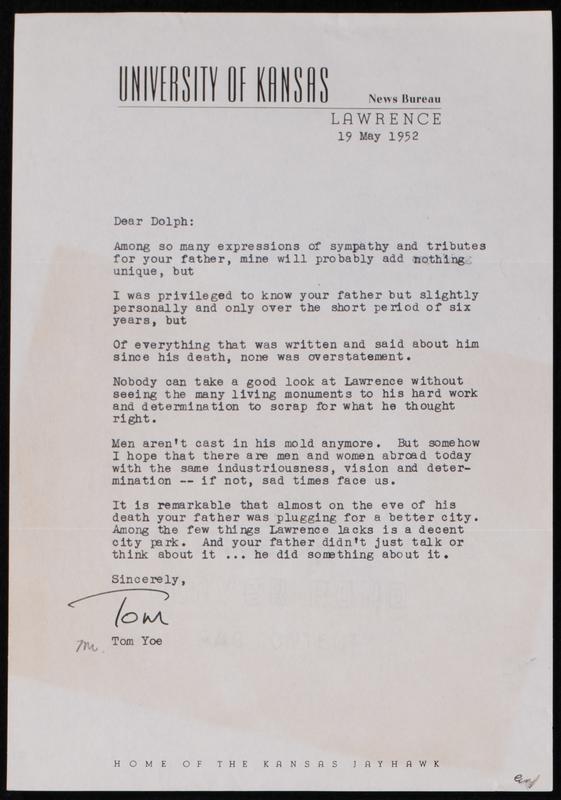 UNIVERSITY OF KANSAS
News Bureau
LAWRENCE
19 May 1952
Dear Dolph:
Among so many expressions of sympathy and tributes
for your father, mine will probably add nothing
unique, but
I was privileged to know your father but slightly
personally and only over the short period of six
years, but
Of everything that was written and said about him
since his death, none was overstatement.
Nobody can take a good look at Lawrence without
seeing the many living monuments to his hard work
and determination to scrap for what he thought
right.
Men aren't cast in his mold anymore. But somehow
I hope that there are men and women abroad today
with the same industriousness, vision and deter-
mination -- if not, sad times face us.
It is remarkable that almost on the eve of his
death your father was plugging for a better city.
Among the few things Lawrence lacks is a decent
city park. And your father didn't just talk or
think about it ... he did something about it.
Sincerely,
Tom
Mr. Tom Yoe
HOME OF THE KANSAS JAYHAWK